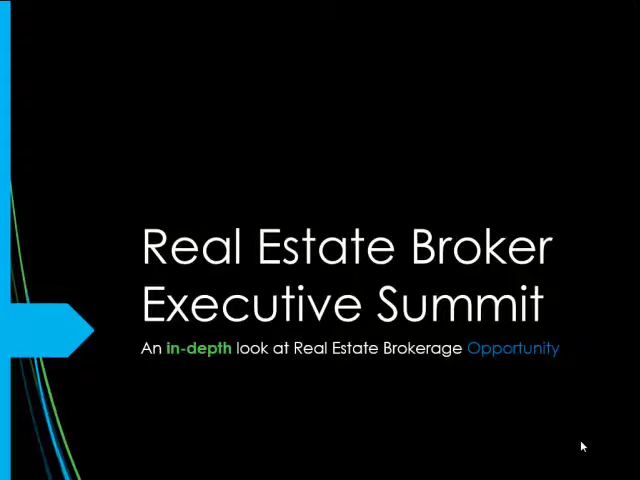 Real Estate Broker
Executive Summit
An in-depth look at Real Estate Brokerage Opportunity